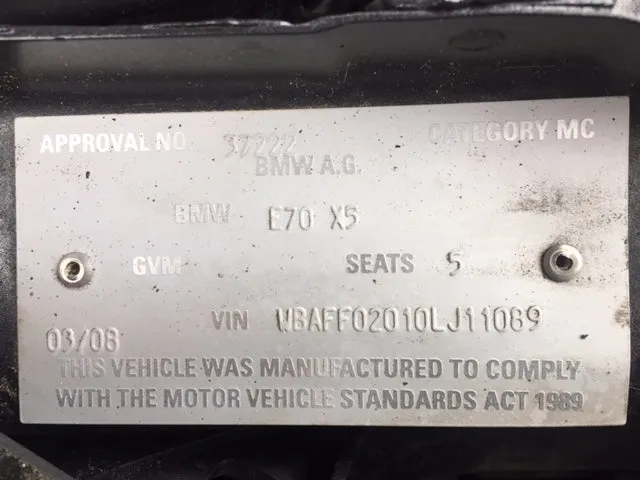 APPROVAL NO 37222 CATEGORY MC
BMW A.G.
BMW E70 X5
GVM SEATS 5
VIN WBAFF02010LJ11089
03/08
THIS VEHICLE WAS MANUFACTURED TO COMPLY
WITH THE MOTOR VEHICLE STANDARDS ACT 1989